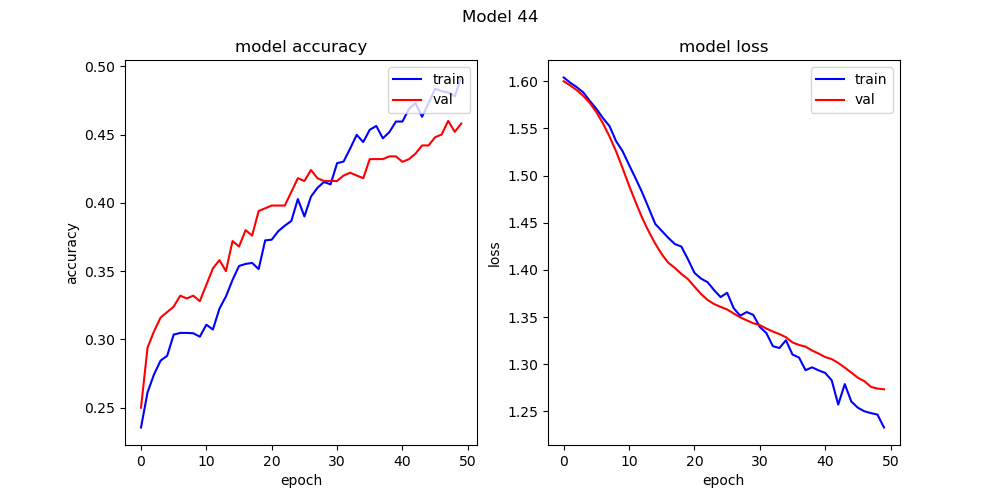 Model 44
model accuracy
0.50
0.45
0.40
0.35
0.30
0.25
accuracy
0 10 20 30 40 50
epoch
train
val
model loss
1.60
1.55
1.50
1.45
1.40
1.35
1.30
1.25
loss
0 10 20 30 40 50
epoch
train
val